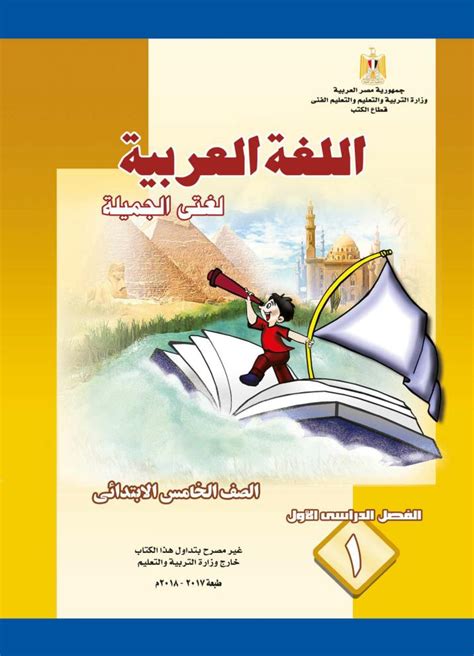 جمهورية مصر العربية
وزارة التربية والتعليم والتعليم الفنى
قطاع الكتب
اللغة العربية
لغتى الجميلة
الصف الخامس الابتدائى
الفصل الدراسى الأول
١
غير مصرح بتداول هذا الكتاب
خارج وزارة التربية والتعليم
طبعة ٢٠١٧-٢٠١٨م